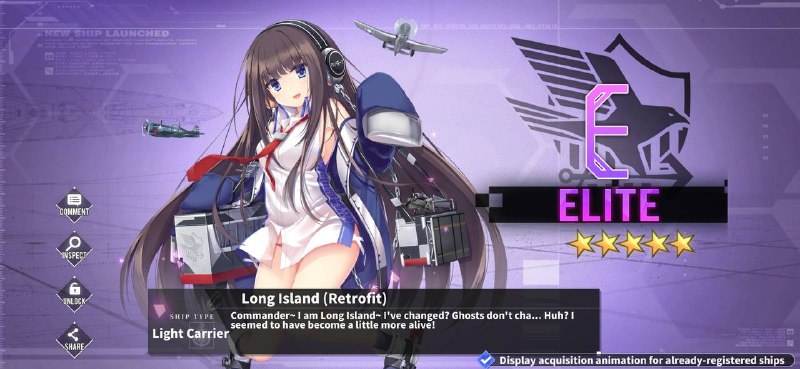 NEW SHIP LAUNCHED
E
ELITE
COMMENT
INSPECT
UNLOCK
SHARE
Long Island (Retrofit)
SHIP TYPE
Light Carrier
Commander~ I am Long Island~ I've changed? Ghosts don't cha... Huh? I
seemed to have become a little more alive!
Display acquisition animation for already-registered ships